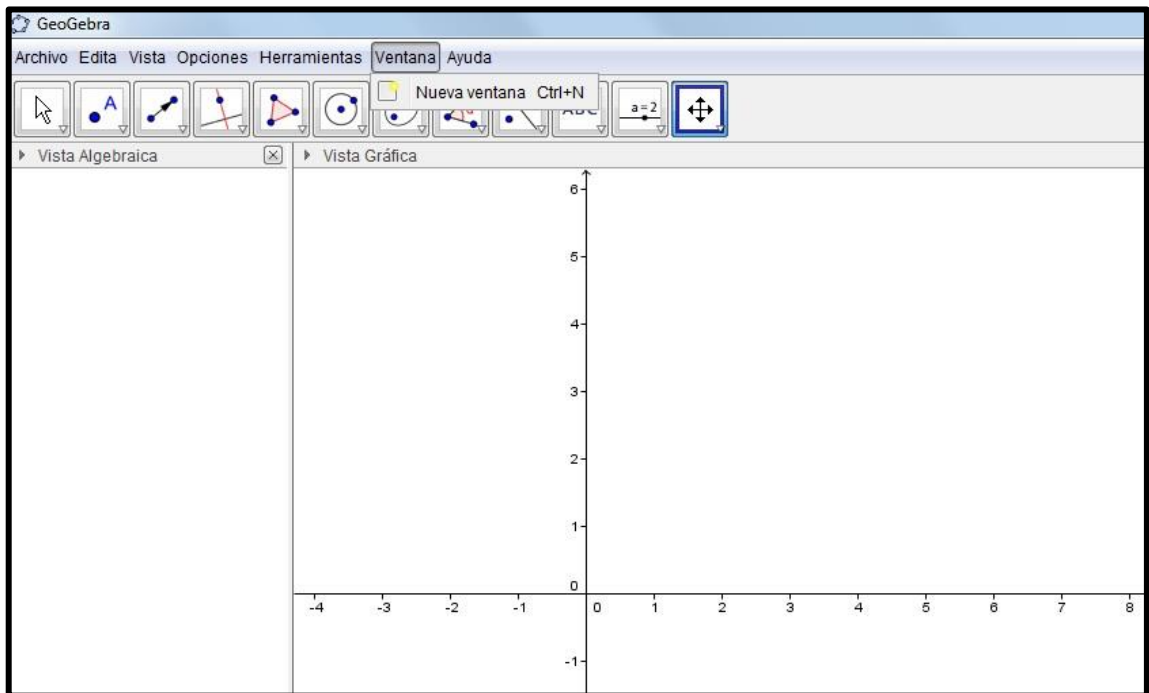 GeoGebra
Archivo Edita Vista Opciones Herramientas Ventana Ayuda
Nueva ventana Ctrl+N
A
ABC
a=2
Vista Algebraica
Vista Gráfica
6
5
4
3
2
1
0
-4 -3 -2 -1 0 1 2 3 4 5 6 7 8
-1